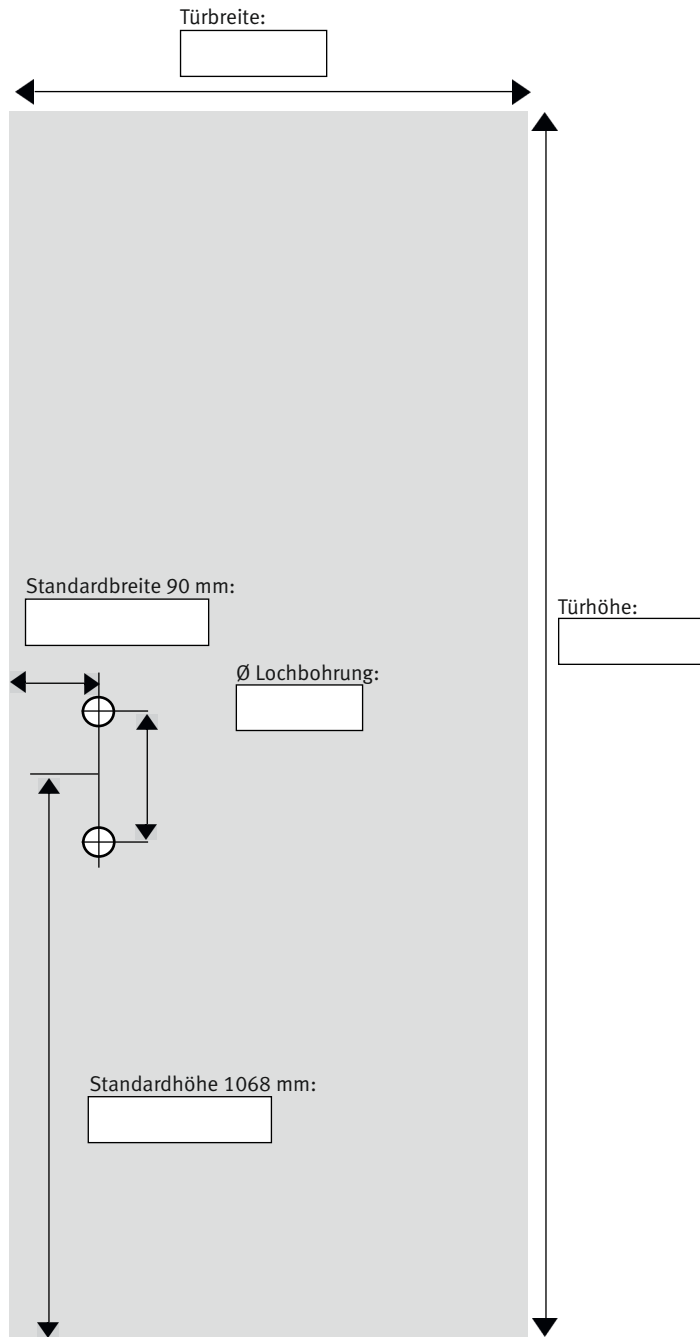 Türbreite:
Standardbreite 90 mm:
Türhöhe:
Ø Lochbohrung:
Standardhöhe 1068 mm: